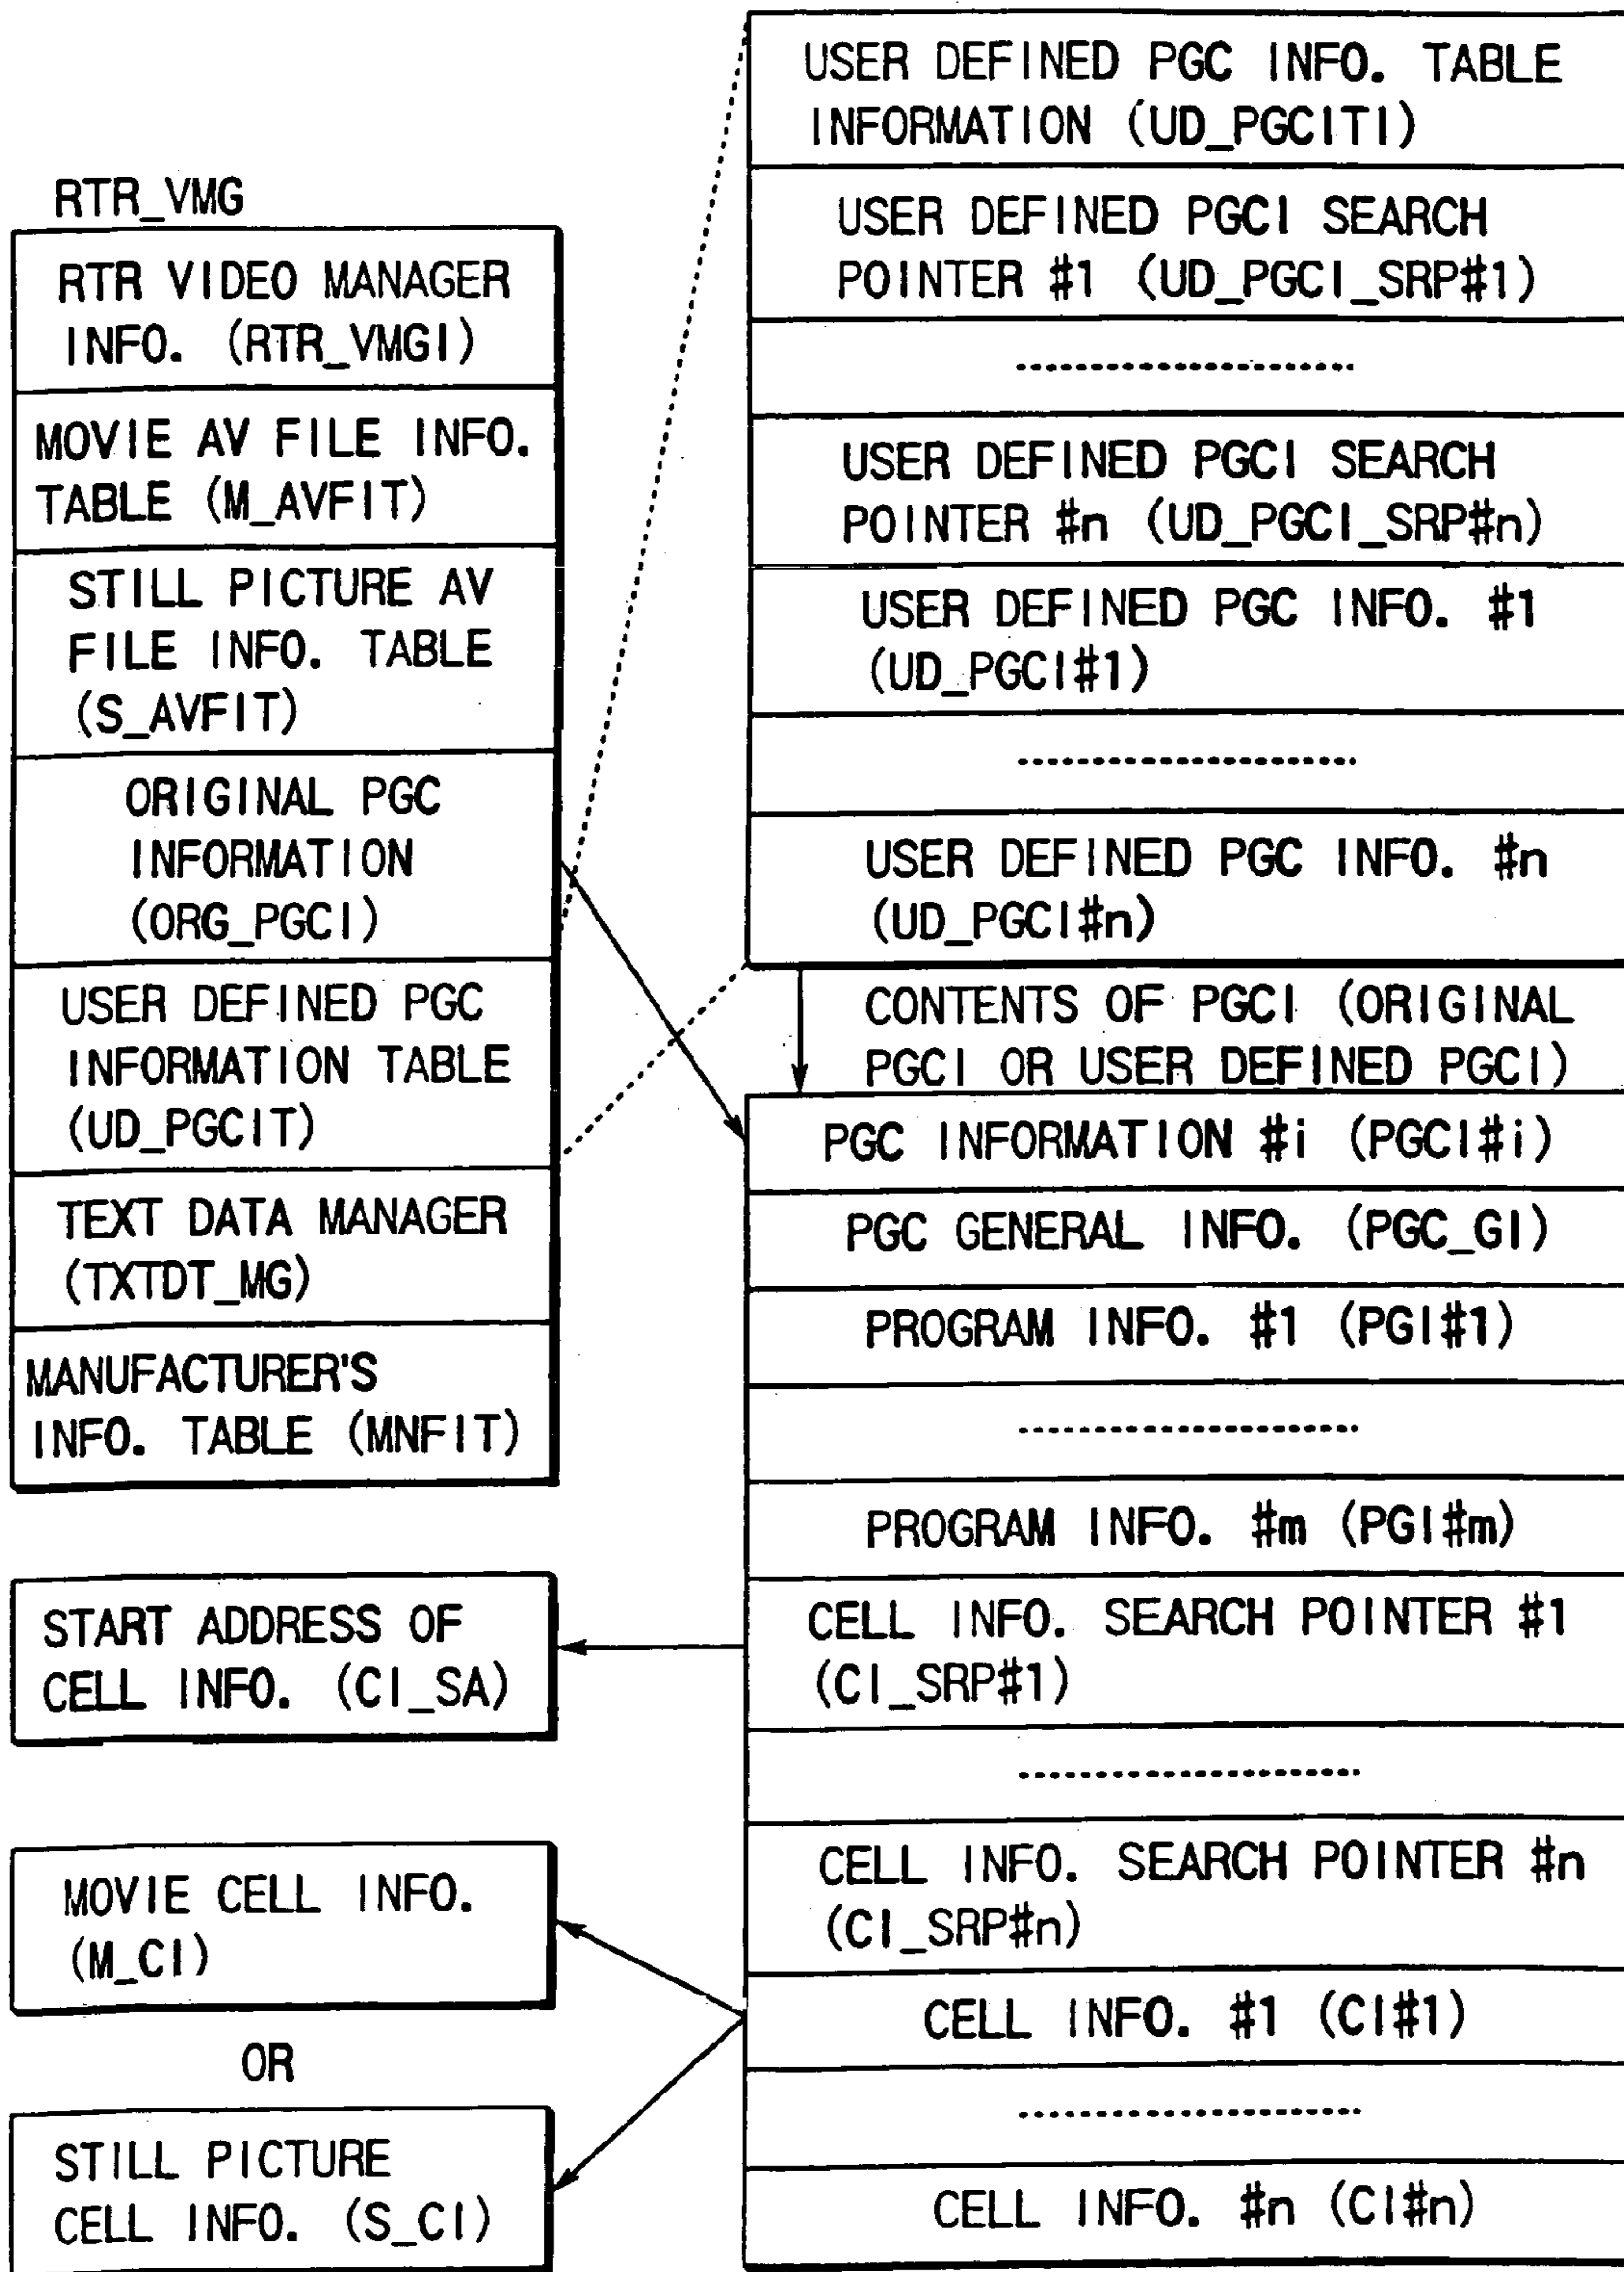 RTR_VMG
RTR VIDEO MANAGER
INFO. (RTR_VMGI)
MOVIE AV FILE INFO.
TABLE (M_AVFIT)
STILL PICTURE AV
FILE INFO. TABLE
(S_AVFIT)
ORIGINAL PGC
INFORMATION
(ORG_PGCI)
USER DEFINED PGC
INFORMATION TABLE
(UD_PGCIT)
TEXT DATA MANAGER
(TXTDT_MG)
MANUFACTURER'S
INFO. TABLE (MNFIT)
START ADDRESS OF
CELL INFO. (CI_SA)
MOVIE CELL INFO.
(M_CI)
OR
STILL PICTURE
CELL INFO. (S_CI)
USER DEFINED PGC INFO. TABLE
INFORMATION (UD_PGCITI)
USER DEFINED PGCI SEARCH
POINTER #1 (UD_PGCI_SRP#1)
USER DEFINED PGCI SEARCH
POINTER #n (UD_PGCI_SRP#n)
USER DEFINED PGC INFO. #1
(UD_PGCI#1)
USER DEFINED PGC INFO. #n
(UD_PGCI#n)
CONTENTS OF PGCI (ORIGINAL
PGCI OR USER DEFINED PGCI)
PGC INFORMATION #i (PGCI#i)
PGC GENERAL INFO. (PGC_GI)
PROGRAM INFO. #1 (PGI#1)
PROGRAM INFO. #m (PGI#m)
CELL INFO. SEARCH POINTER #1
(CI_SRP#1)
CELL INFO. SEARCH POINTER #n
(CI_SRP#n)
CELL INFO. #1 (CI#1)
CELL INFO. #n (CI#n)